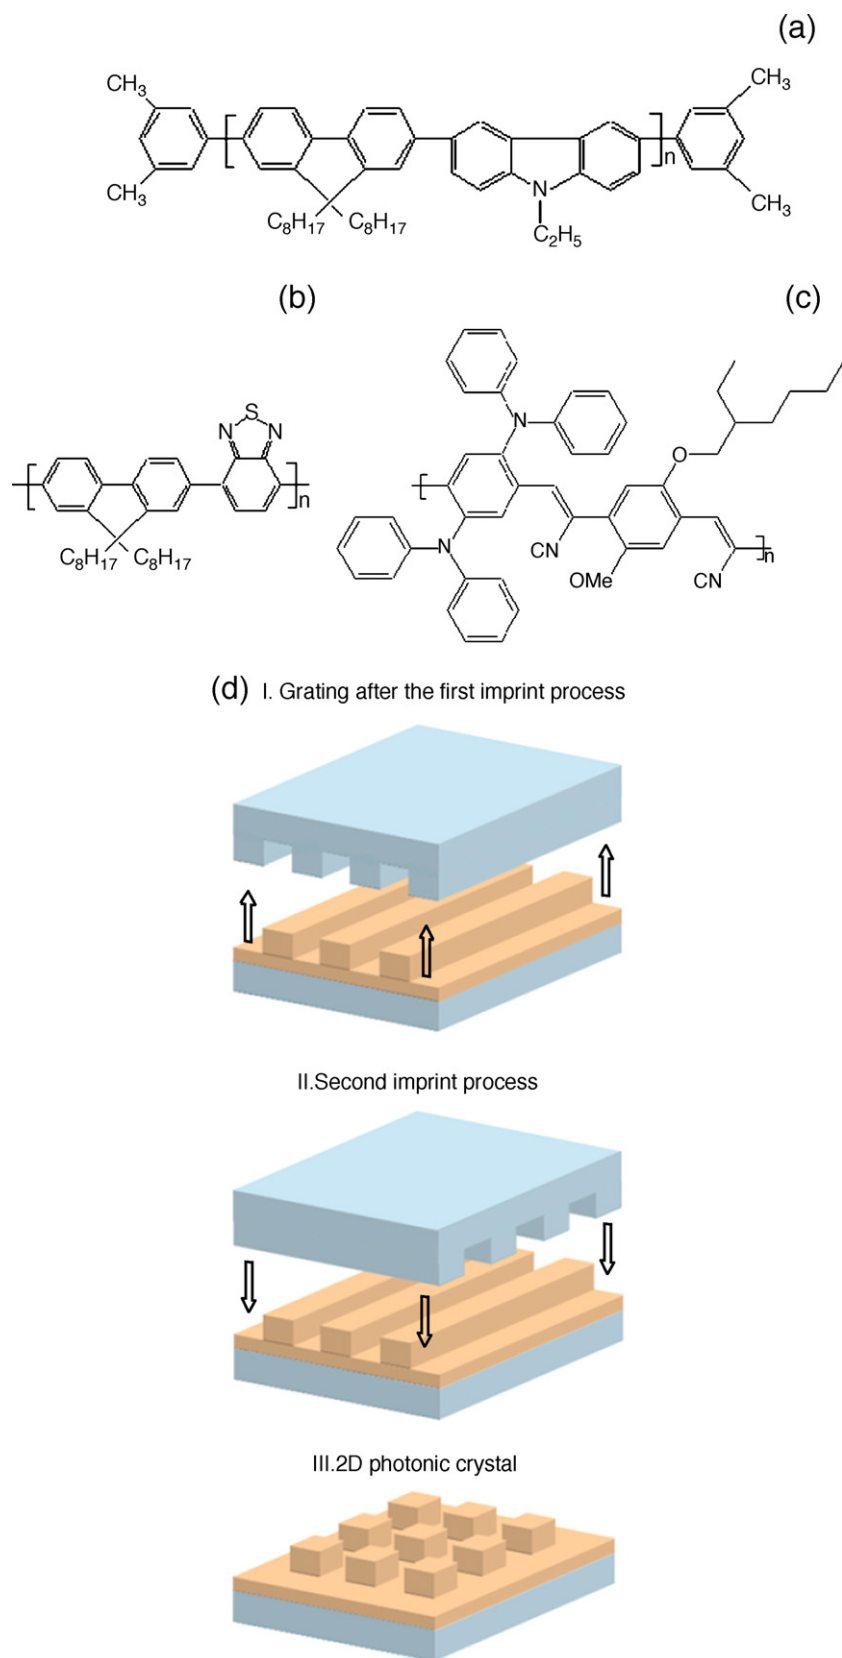 (a)
CH3
CH3
[
]n
CH3
CH3
C8H17
C8H17
N
C2H5
(b)
(c)
S
N
N
[
]n
C8H17
C8H17
N
O
[
N
CN
OMe
CN
]n
(d) I. Grating after the first imprint process
II.Second imprint process
III.2D photonic crystal